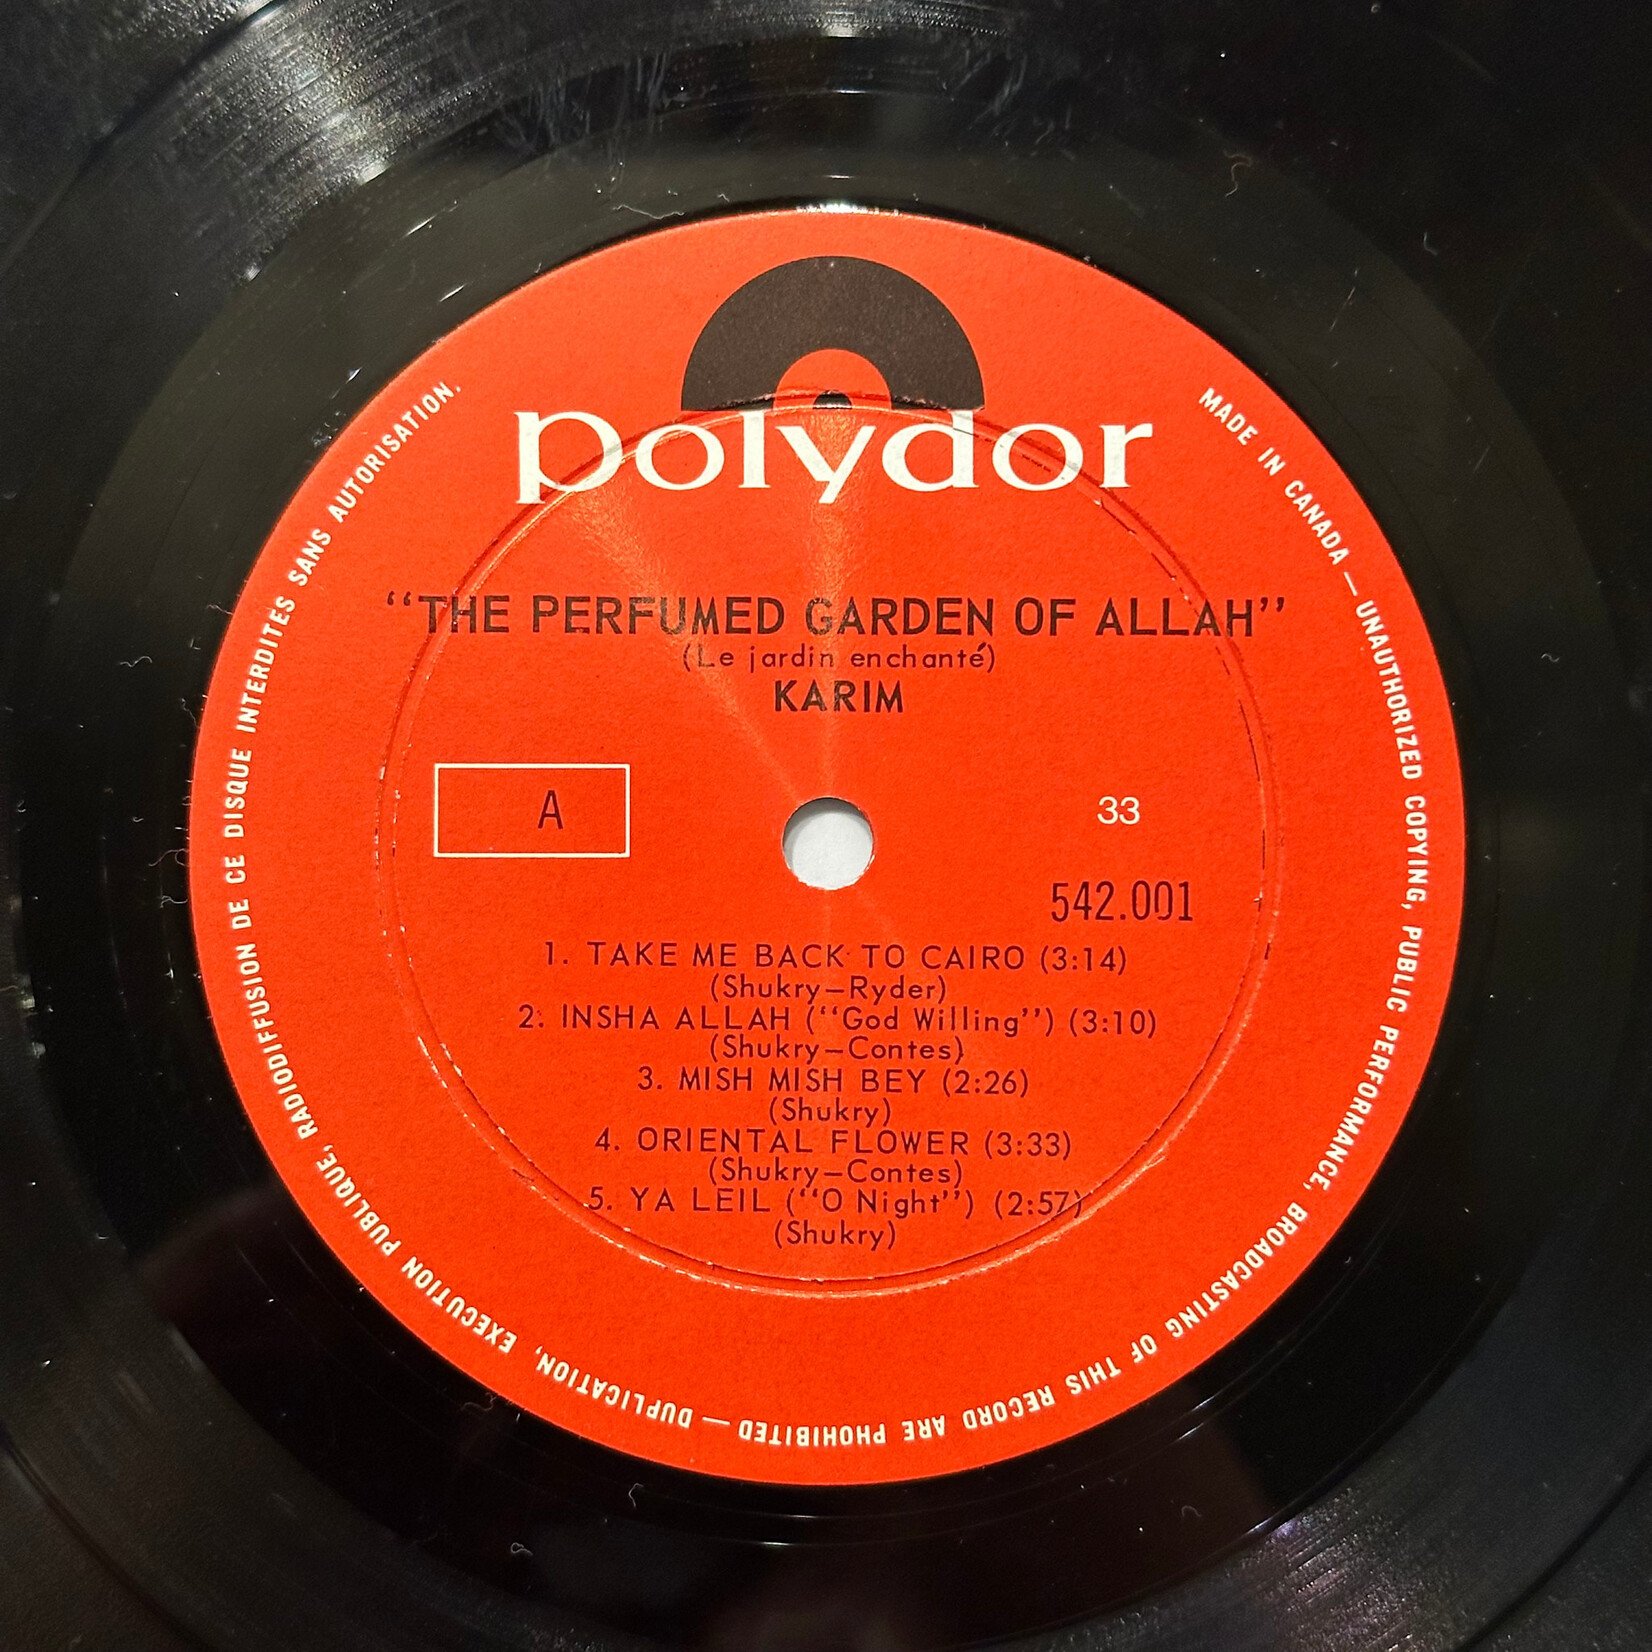 polydor
"THE PERFUMED GARDEN OF ALLAH"
(Le jardin enchanté)
KARIM
A
33
542.001
1. TAKE ME BACK TO CAIRO (3:14)
(Shukry—Ryder)
2. INSHA ALLAH ("God Willing") (3:10)
(Shukry—Contes)
3. MISH MISH BEY (2:26)
(Shukry)
4. ORIENTAL FLOWER (3:33)
(Shukry—Contes)
5. YA LEIL ("O Night") (2:57)
(Shukry)
MADE IN CANADA — UNAUTHORIZED COPYING, PUBLIC PERFORMANCE, BROADCASTING OF THIS RECORD ARE PHOHIBITED — DUPLICATION, EXECUTION PUBLIQUE, RADIODIFFUSION DE CE DISQUE INTERDITES SANS AUTORISATION.